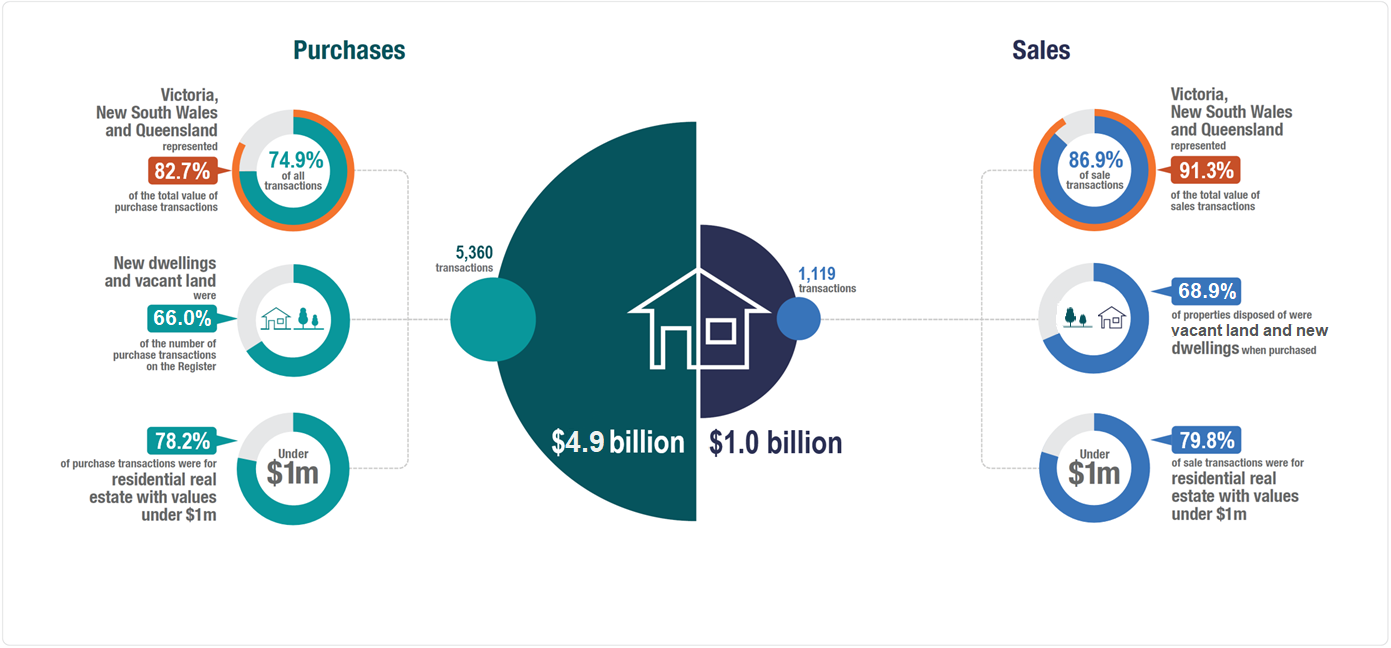 Purchases
Victoria,
New South Wales
and Queensland
represented
82.7%
of the total value of
purchase transactions
74.9%
of all
transactions
New dwellings
and vacant land
were
66.0%
of the number of
purchase transactions
on the Register
78.2%
of purchase transactions were for
residential real
estate with values
under $1m
Under
$1m
5,360
transactions
$4.9 billion
$1.0 billion
1,119
transactions
Sales
86.9%
of sale
transactions
Victoria,
New South Wales
and Queensland
represented
91.3%
of the total value of
sales transactions
68.9%
of properties disposed of were
vacant land and new
dwellings when purchased
Under
$1m
79.8%
of sale transactions were for
residential real
estate with values
under $1m